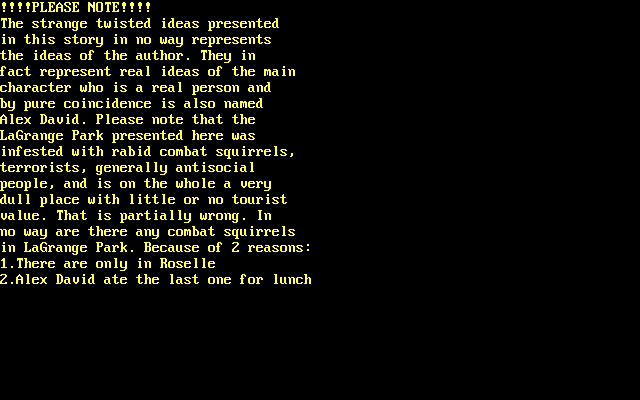 !!!!PLEASE NOTE!!!!
The strange twisted ideas presented
in this story in no way represents
the ideas of the author. They in
fact represent real ideas of the main
character who is a real person and
by pure coincidence is also named
Alex David. Please note that the
LaGrange Park presented here was
infested with rabid combat squirrels,
terrorists, generally antisocial
people, and is on the whole a very
dull place with little or no tourist
value. That is partially wrong. In
no way are there any combat squirrels
in LaGrange Park. Because of 2 reasons:
1.There are only in Roselle
2.Alex David ate the last one for lunch